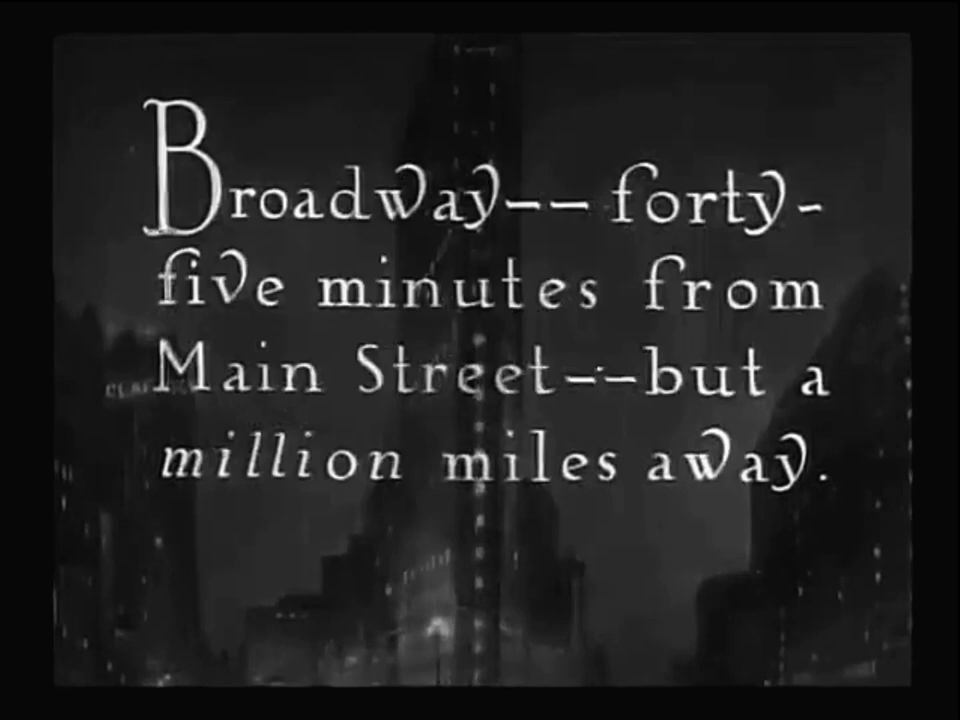 Broadway -- forty-
five minutes from
Main Street -- but a
million miles away.